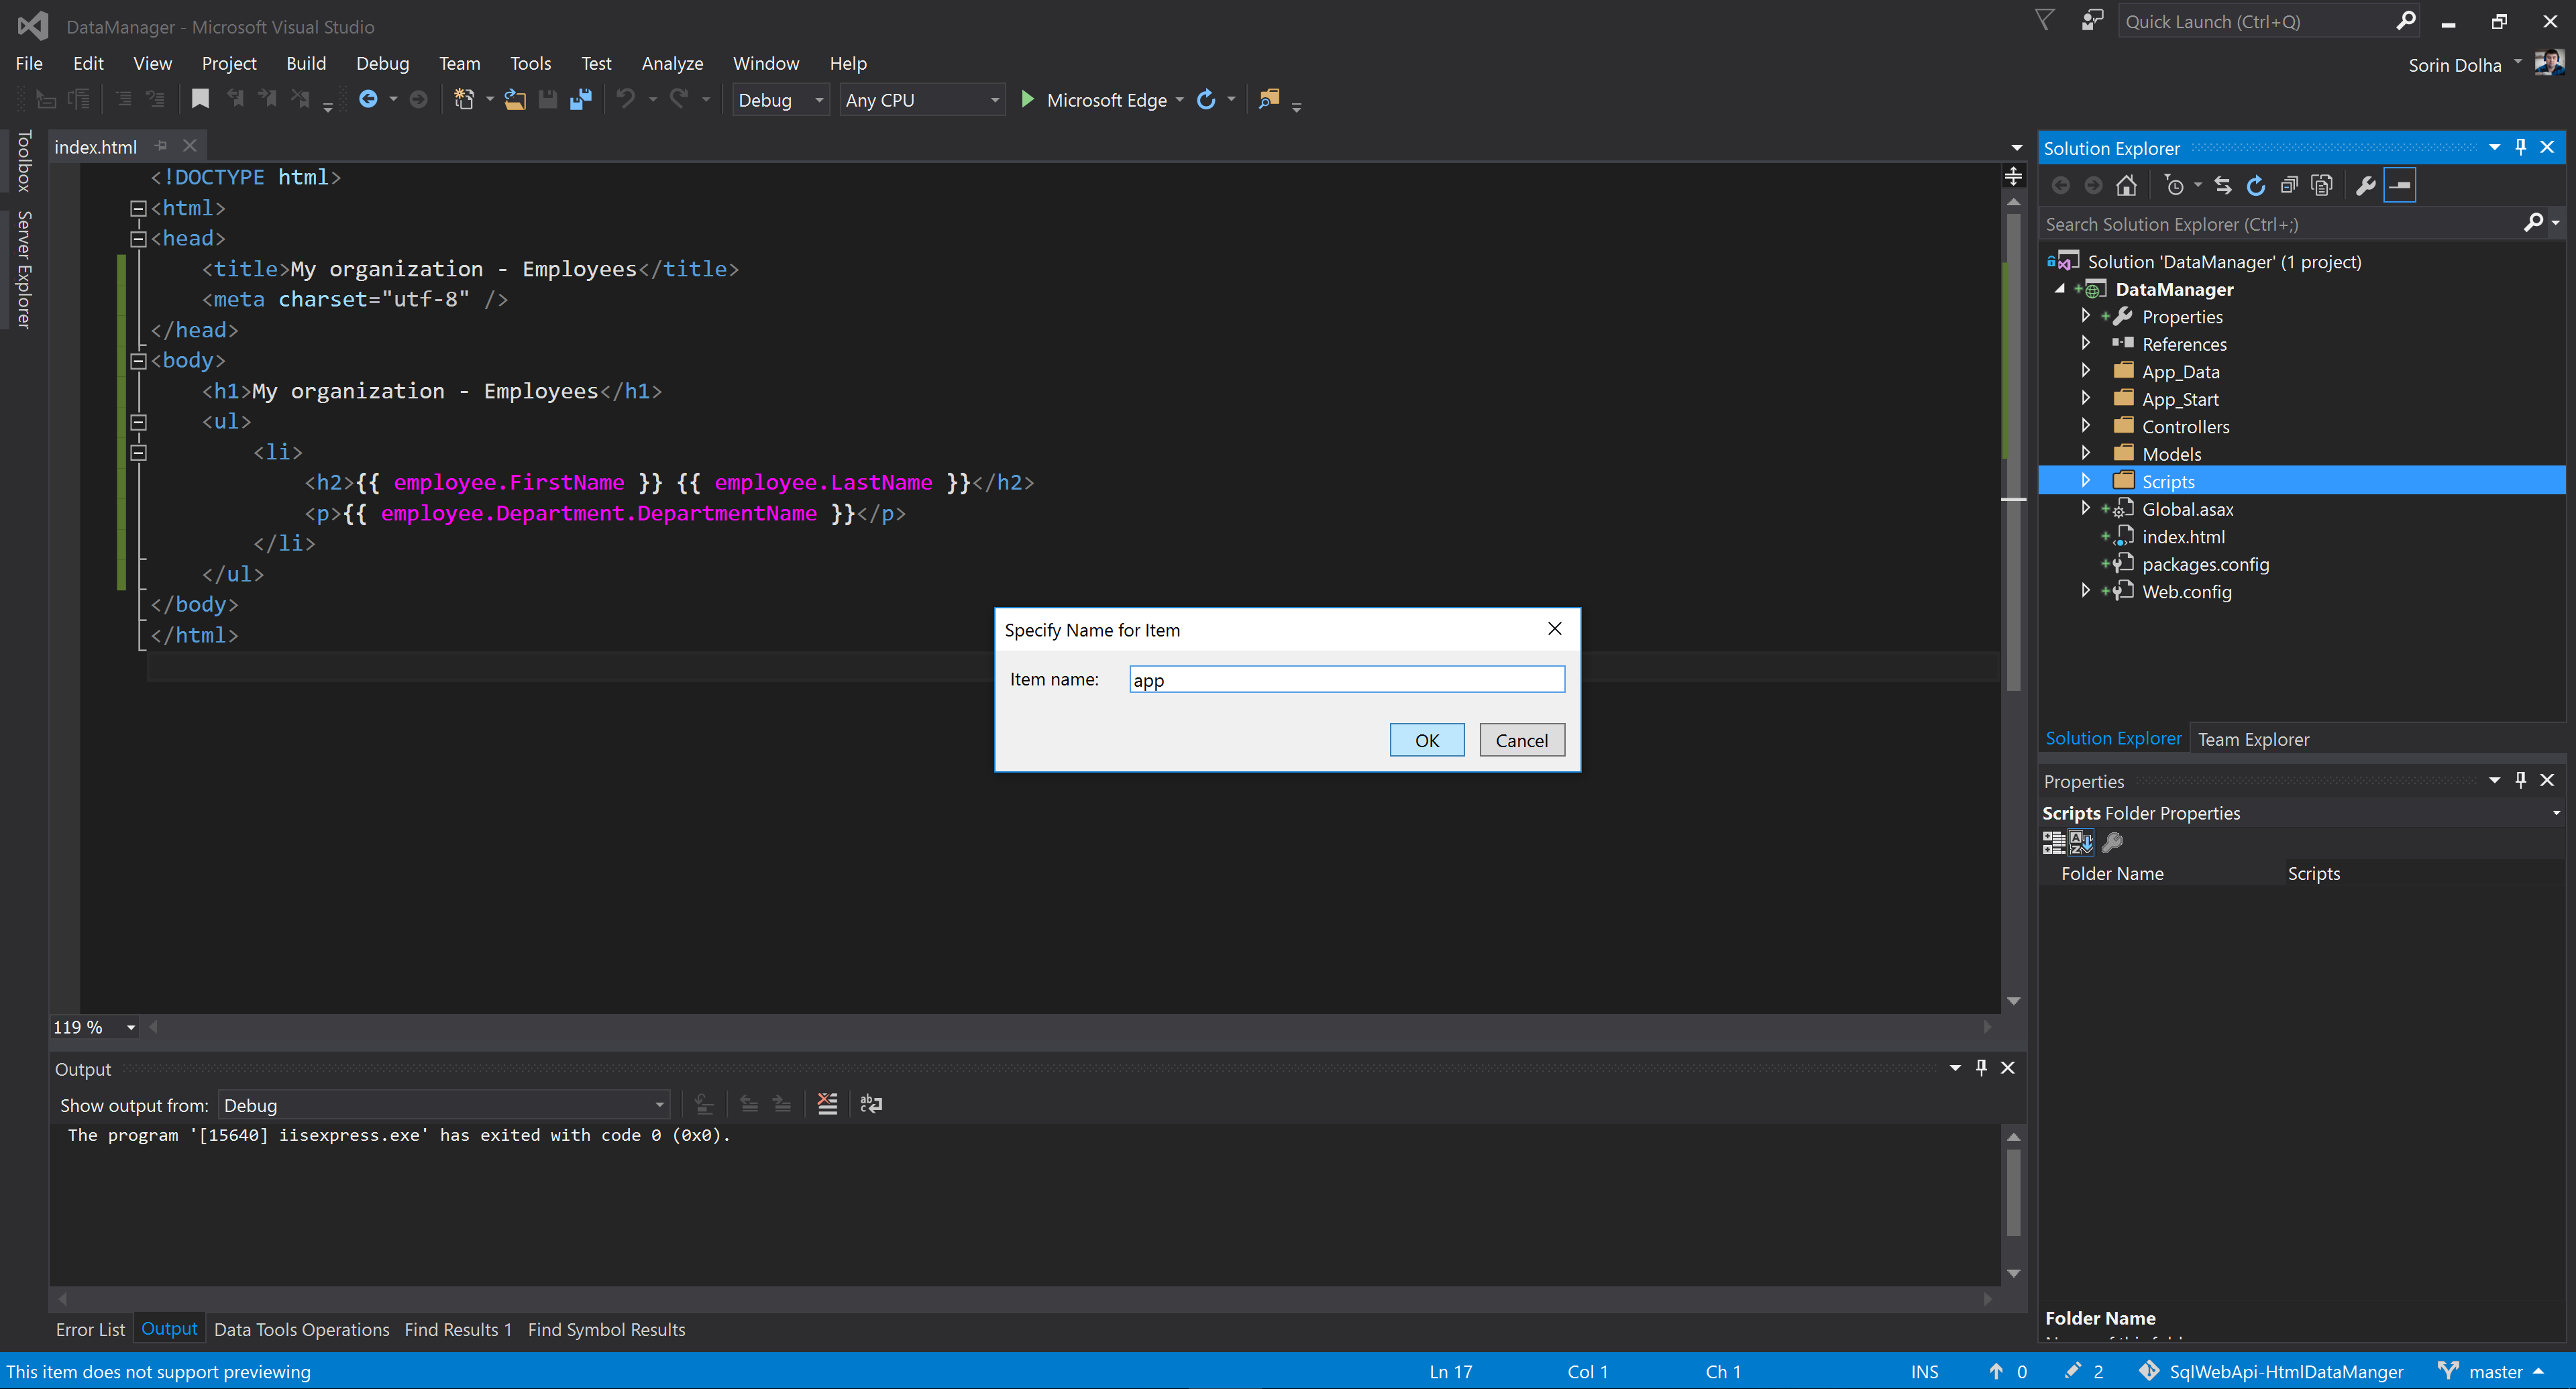 DataManager - Microsoft Visual Studio
Quick Launch (Ctrl+Q)
File Edit View Project Build Debug Team Tools Test Analyze Window Help
Sorin Dolha
Debug Any CPU Microsoft Edge
Toolbox
Server Explorer
index.html
<!DOCTYPE html>
<html>
<head>
<title>My organization - Employees</title>
<meta charset="utf-8" />
</head>
<body>
<h1>My organization - Employees</h1>
<ul>
<li>
<h2>{{ employee.FirstName }} {{ employee.LastName }}</h2>
<p>{{ employee.Department.DepartmentName }}</p>
</li>
</ul>
</body>
</html>
119 %
Specify Name for Item
Item name: app
OK Cancel
Output
Show output from: Debug
The program '[15640] iisexpress.exe' has exited with code 0 (0x0).
Error List Output Data Tools Operations Find Results 1 Find Symbol Results
Solution Explorer
Search Solution Explorer (Ctrl+;)
Solution 'DataManager' (1 project)
DataManager
Properties
References
App_Data
App_Start
Controllers
Models
Scripts
Global.asax
index.html
packages.config
Web.config
Solution Explorer Team Explorer
Properties
Scripts Folder Properties
Folder Name Scripts
Folder Name
This item does not support previewing Ln 17 Col 1 Ch 1 INS 0 2 SqlWebApi-HtmlDataManger master